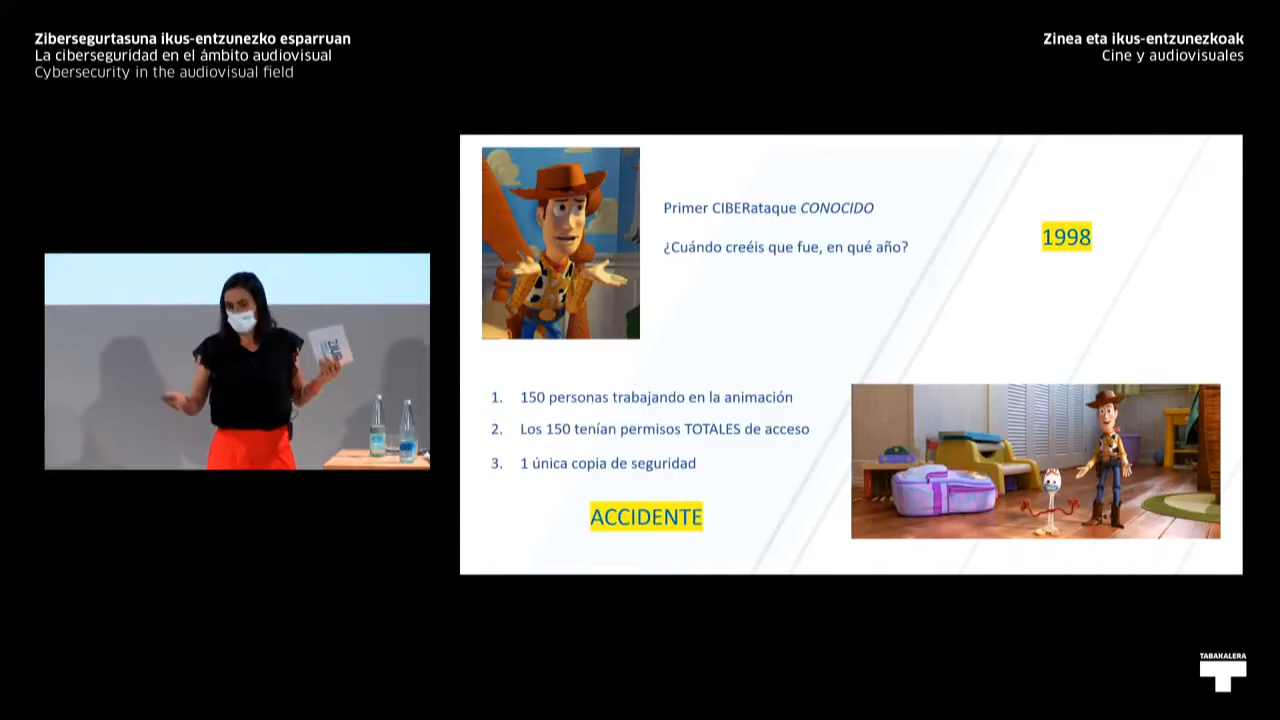 Zibersegurtasuna ikus-entzunezko esparruan
La ciberseguridad en el ámbito audiovisual
Cybersecurity in the audiovisual field
Zinea eta ikus-entzunezkoak
Cine y audiovisuales
Primer CIBERataque CONOCIDO
¿Cuándo creéis que fue, en qué año?
1998
1. 150 personas trabajando en la animación
2. Los 150 tenían permisos TOTALES de acceso
3. 1 única copia de seguridad
ACCIDENTE
TABAKALERA